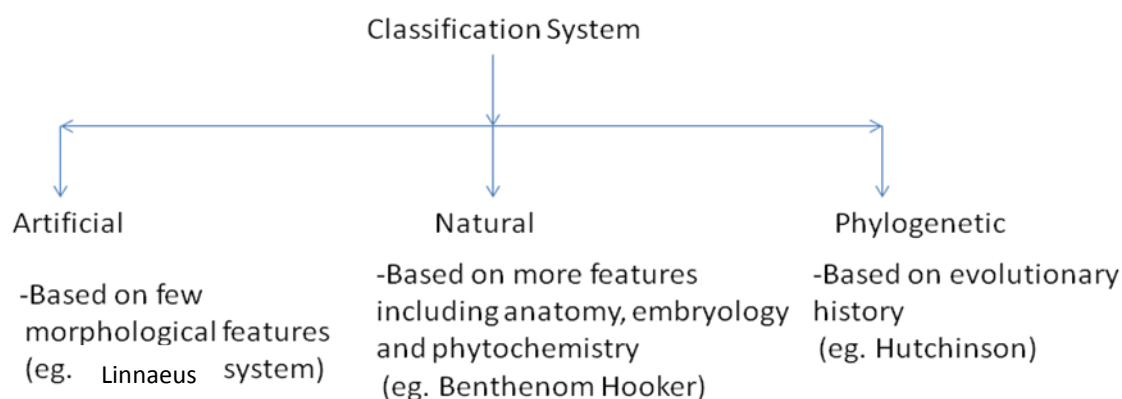 Classification System
Artificial
-Based on few
morphological features
(eg. Linnaeus system)
Natural
-Based on more features
including anatomy, embryology
and phytochemistry
(eg. Benthenom Hooker)
Phylogenetic
-Based on evolutionary
history
(eg. Hutchinson)